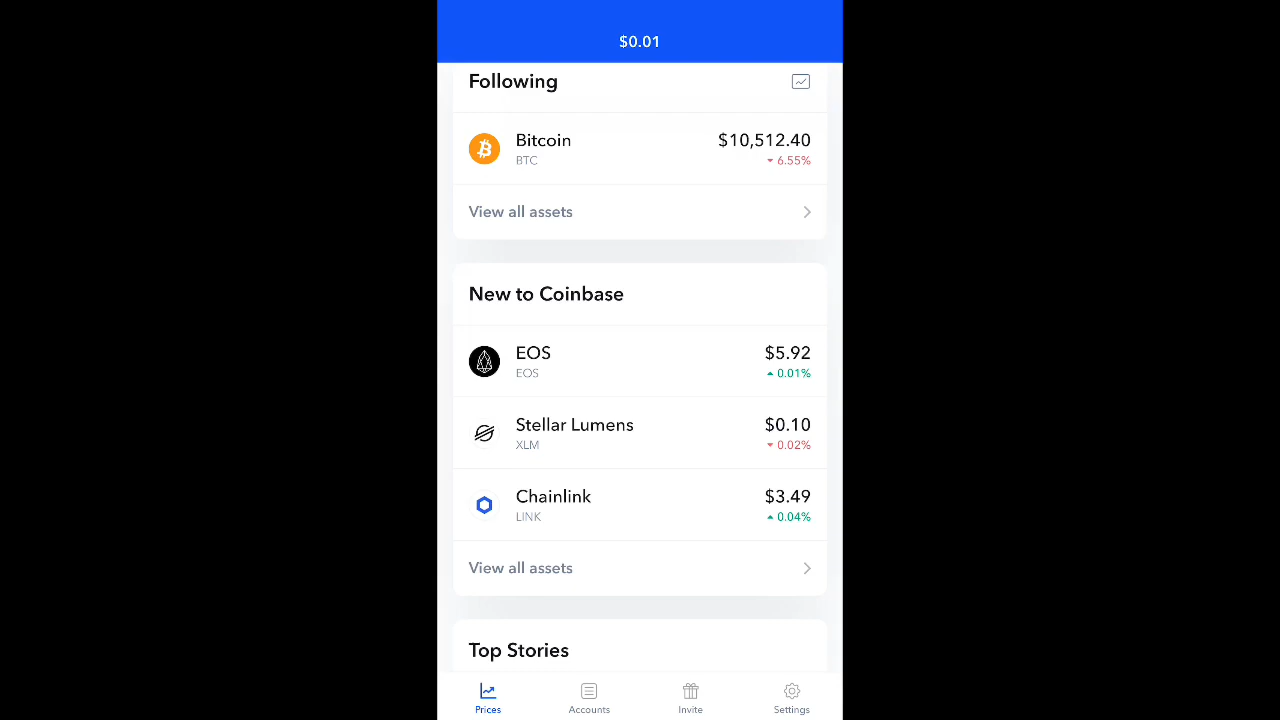 $0.01
Following
Bitcoin
$10,512.40
BTC
6.55%
View all assets
New to Coinbase
EOS
$5.92
EOS
0.01%
Stellar Lumens
$0.10
XLM
0.02%
Chainlink
$3.49
LINK
0.04%
View all assets
Top Stories
Prices
Accounts
Invite
Settings